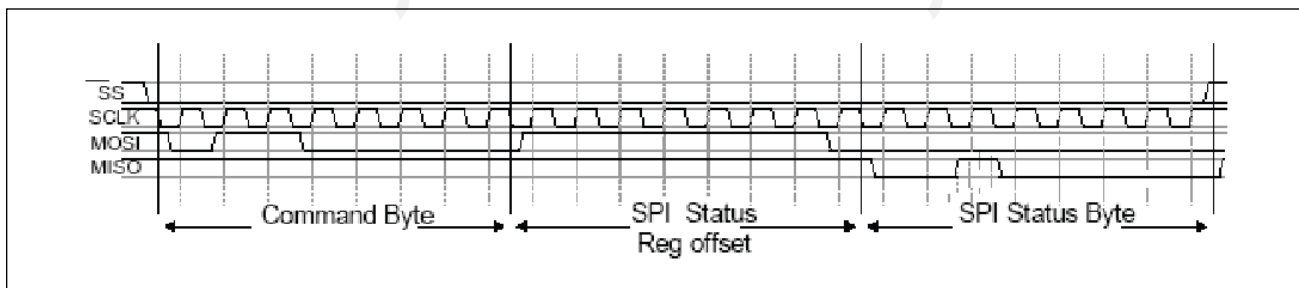 SS
SCLK
MOSI
MISO
Command Byte
SPI Status
Reg offset
SPI Status Byte